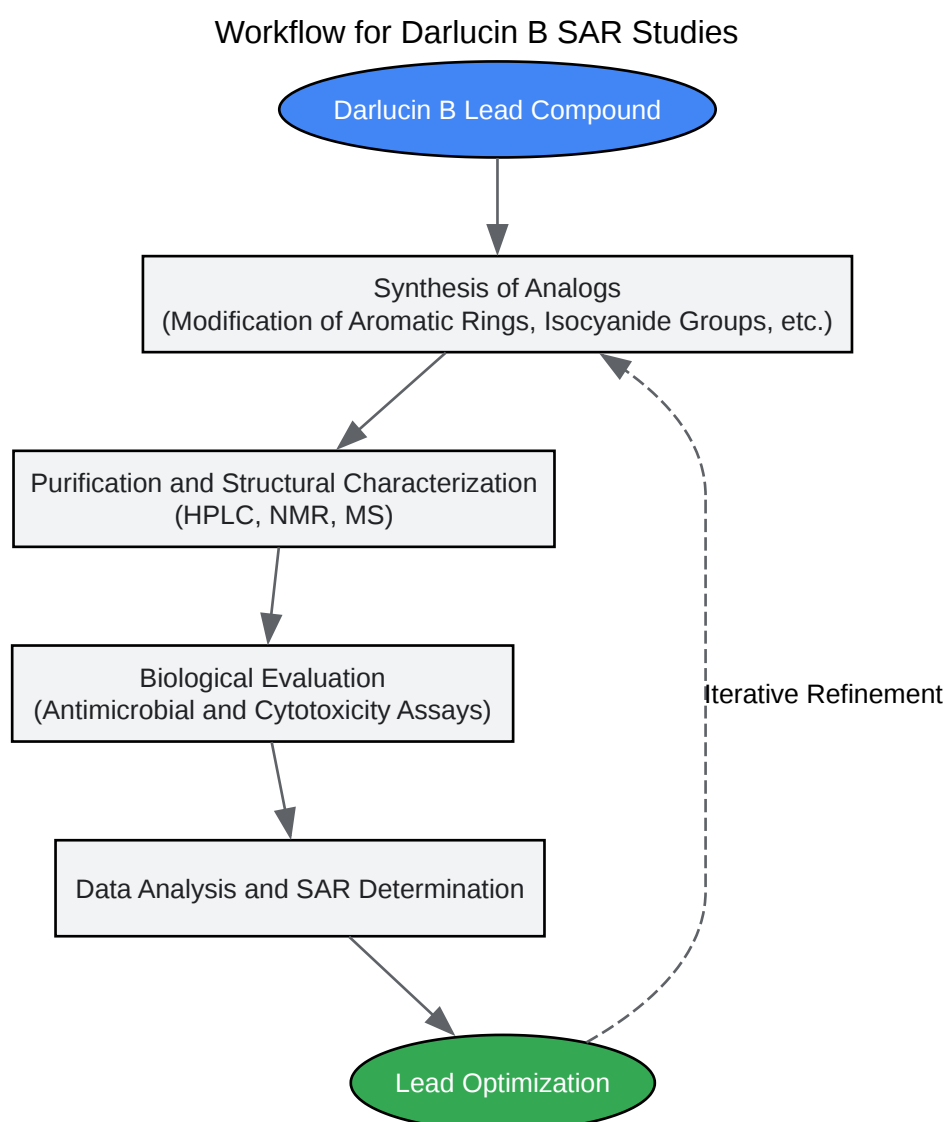 Workflow for Darlucin B SAR Studies
Darlucin B Lead Compound
Synthesis of Analogs
(Modification of Aromatic Rings, Isocyanide Groups, etc.)
Purification and Structural Characterization
(HPLC, NMR, MS)
Biological Evaluation
(Antimicrobial and Cytotoxicity Assays)
Iterative Refinement
Data Analysis and SAR Determination
Lead Optimization